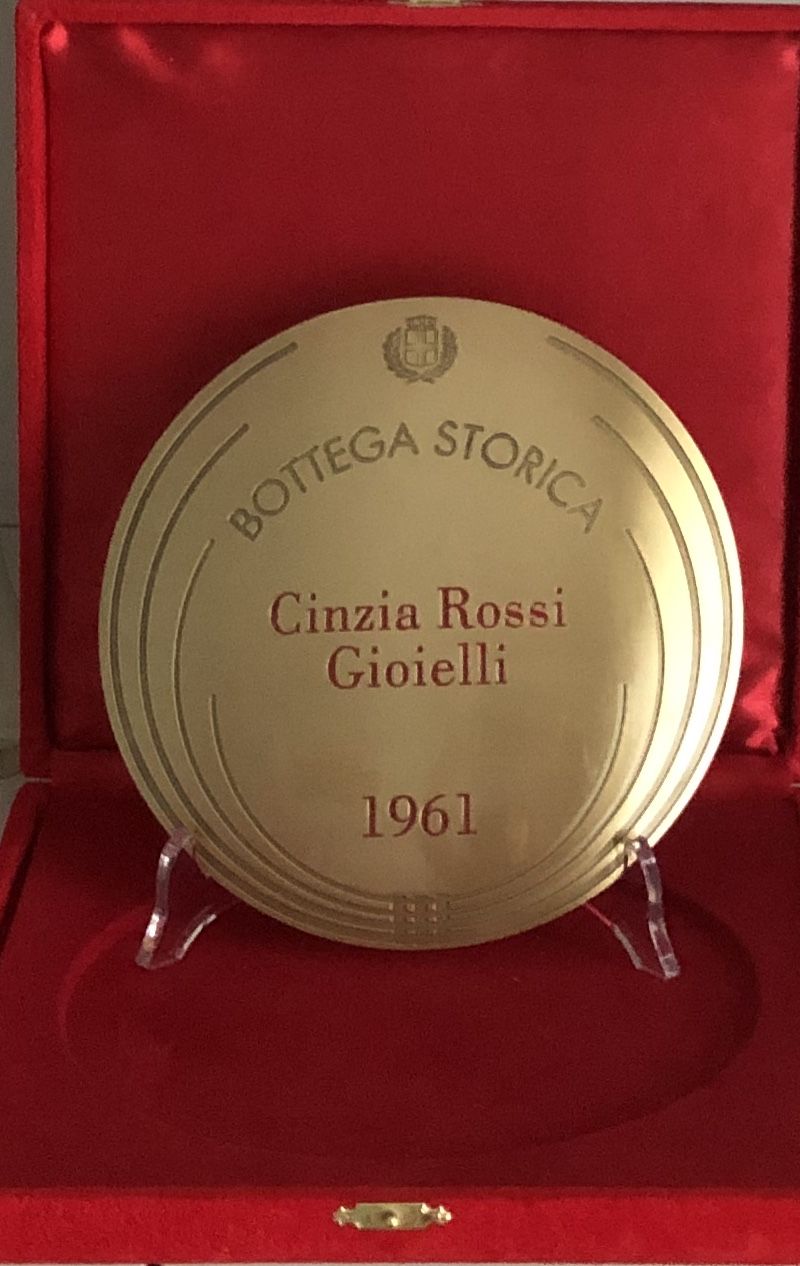 BOTTEGA STORICA
Cinzia Rossi
Gioielli
1961